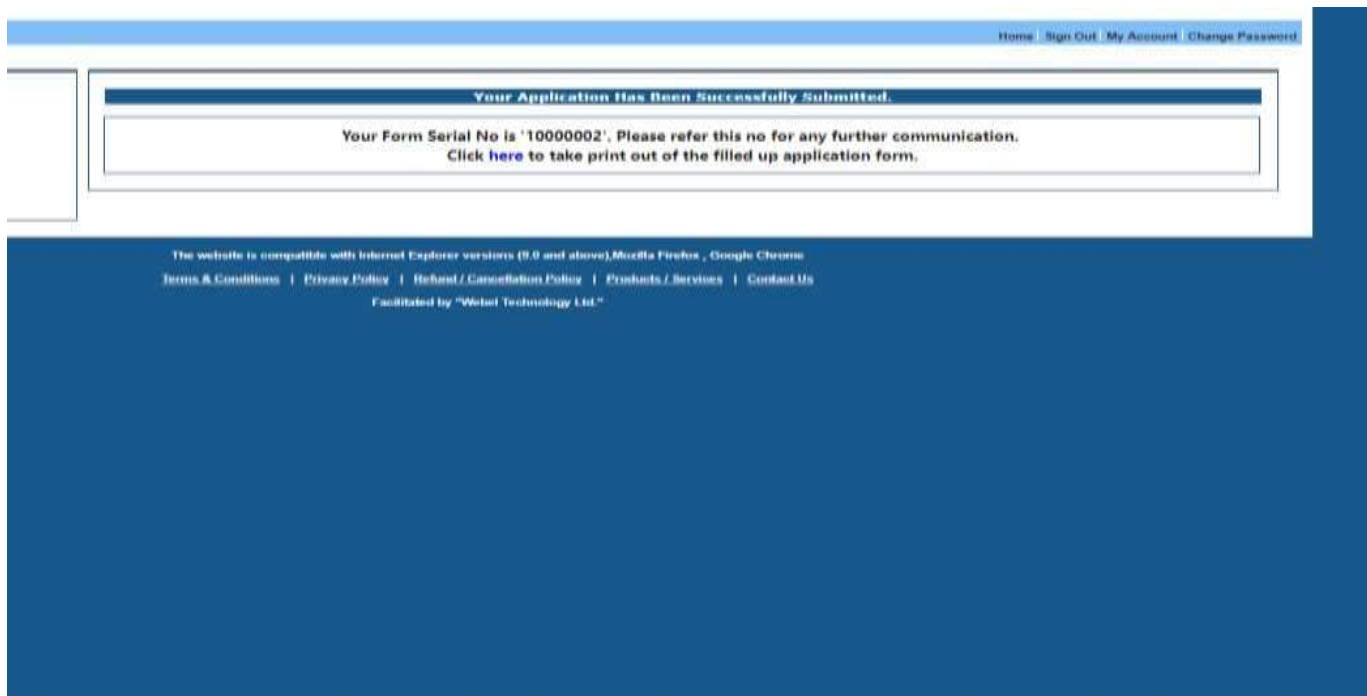 Home Sign Out My Account Change Password
Your Application Has Been Successfully Submitted.
Your Form Serial No is '10000002'. Please refer this no for any further communication.
Click here to take print out of the filled up application form.
The website is compatible with Internet Explorer versions (9.0 and above),Mozilla Firefox , Google Chrome
Terms & Conditions | Privacy Policy | Refund / Cancellation Policy | Products / Services | Contact Us
Facilitated by "Webel Technology Ltd."